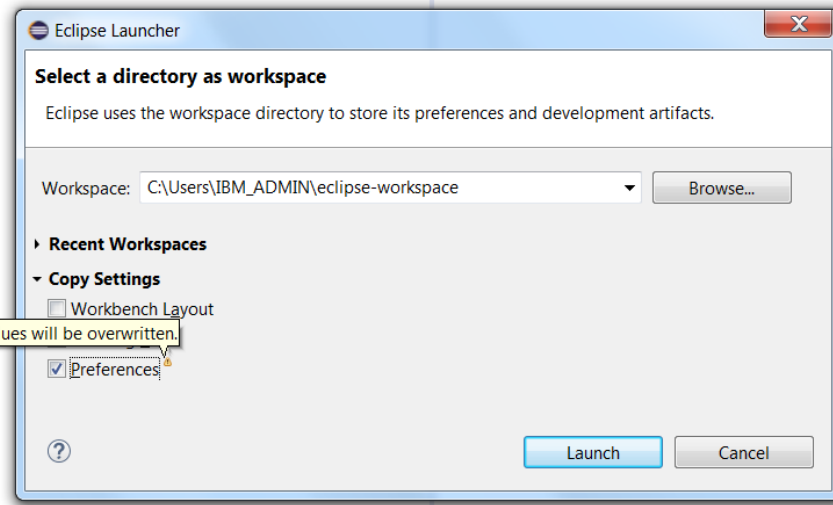 Eclipse Launcher
Select a directory as workspace
Eclipse uses the workspace directory to store its preferences and development artifacts.
Workspace: C:\Users\IBM_ADMIN\eclipse-workspace Browse...
Recent Workspaces
Copy Settings
Workbench Layout
ues will be overwritten.
Preferences
Launch Cancel